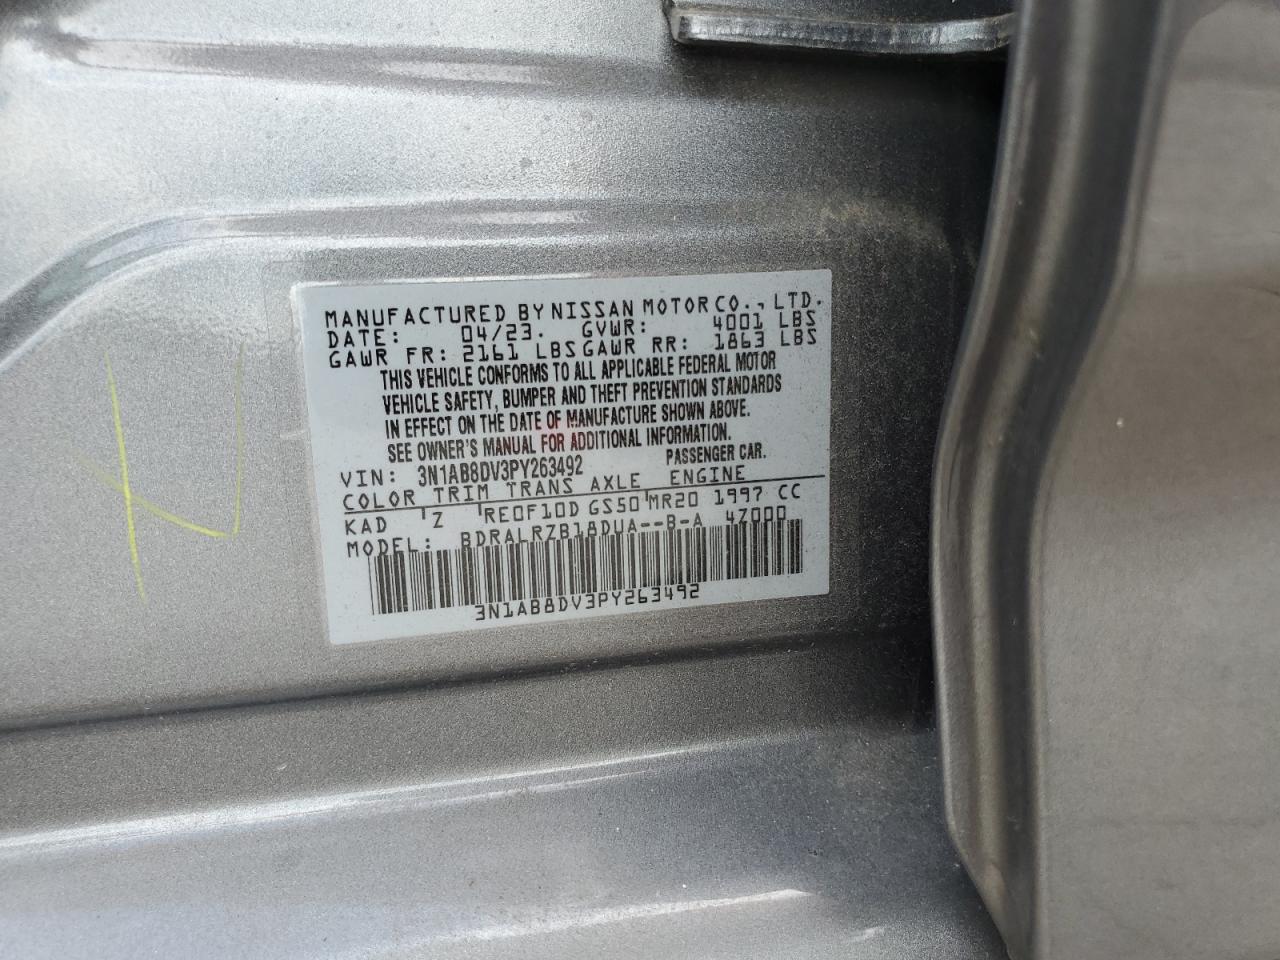 MANUFACTURED BY NISSAN MOTOR CO., LTD.
DATE: 04/23. GVWR: 4001 LBS
GAWR FR: 2161 LBS GAWR RR: 1863 LBS
THIS VEHICLE CONFORMS TO ALL APPLICABLE FEDERAL MOTOR
VEHICLE SAFETY, BUMPER AND THEFT PREVENTION STANDARDS
IN EFFECT ON THE DATE OF MANUFACTURE SHOWN ABOVE.
SEE OWNER'S MANUAL FOR ADDITIONAL INFORMATION.
VIN: 3N1AB8DV3PY263492 PASSENGER CAR.
COLOR TRIM TRANS AXLE ENGINE
KAD Z RE0F10D GS50 MR20 1997 CC
MODEL: BDRALRZB18DUA--B-A 4Z000
3N1AB8DV3PY263492